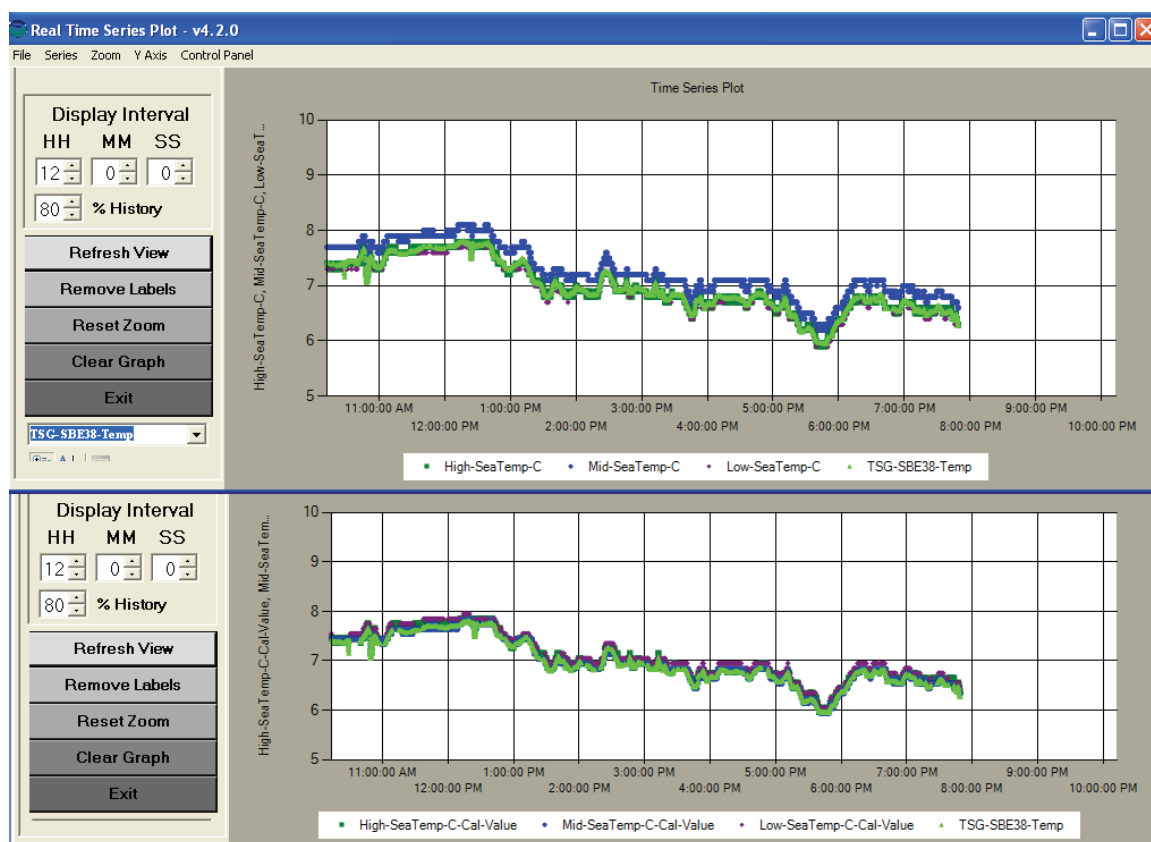 Real Time Series Plot - v4.2.0
File Series Zoom Y Axis Control Panel
Display Interval
HH MM SS
12 0 0
80 % History
Refresh View
Remove Labels
Reset Zoom
Clear Graph
Exit
TSG-SBE38-Temp
Time Series Plot
High-SeaTemp-C, Mid-SeaTemp-C, Low-SeaT...
10
9
8
7
6
5
11:00:00 AM 1:00:00 PM 3:00:00 PM 5:00:00 PM 7:00:00 PM 9:00:00 PM
12:00:00 PM 2:00:00 PM 4:00:00 PM 6:00:00 PM 8:00:00 PM 10:00:00 PM
High-SeaTemp-C Mid-SeaTemp-C Low-SeaTemp-C TSG-SBE38-Temp
Display Interval
HH MM SS
12 0 0
80 % History
Refresh View
Remove Labels
Reset Zoom
Clear Graph
Exit
High-SeaTemp-C-Cal-Value, Mid-SeaTem...
10
9
8
7
6
5
11:00:00 AM 1:00:00 PM 3:00:00 PM 5:00:00 PM 7:00:00 PM 9:00:00 PM
12:00:00 PM 2:00:00 PM 4:00:00 PM 6:00:00 PM 8:00:00 PM 10:00:00 PM
High-SeaTemp-C-Cal-Value Mid-SeaTemp-C-Cal-Value Low-SeaTemp-C-Cal-Value TSG-SBE38-Temp